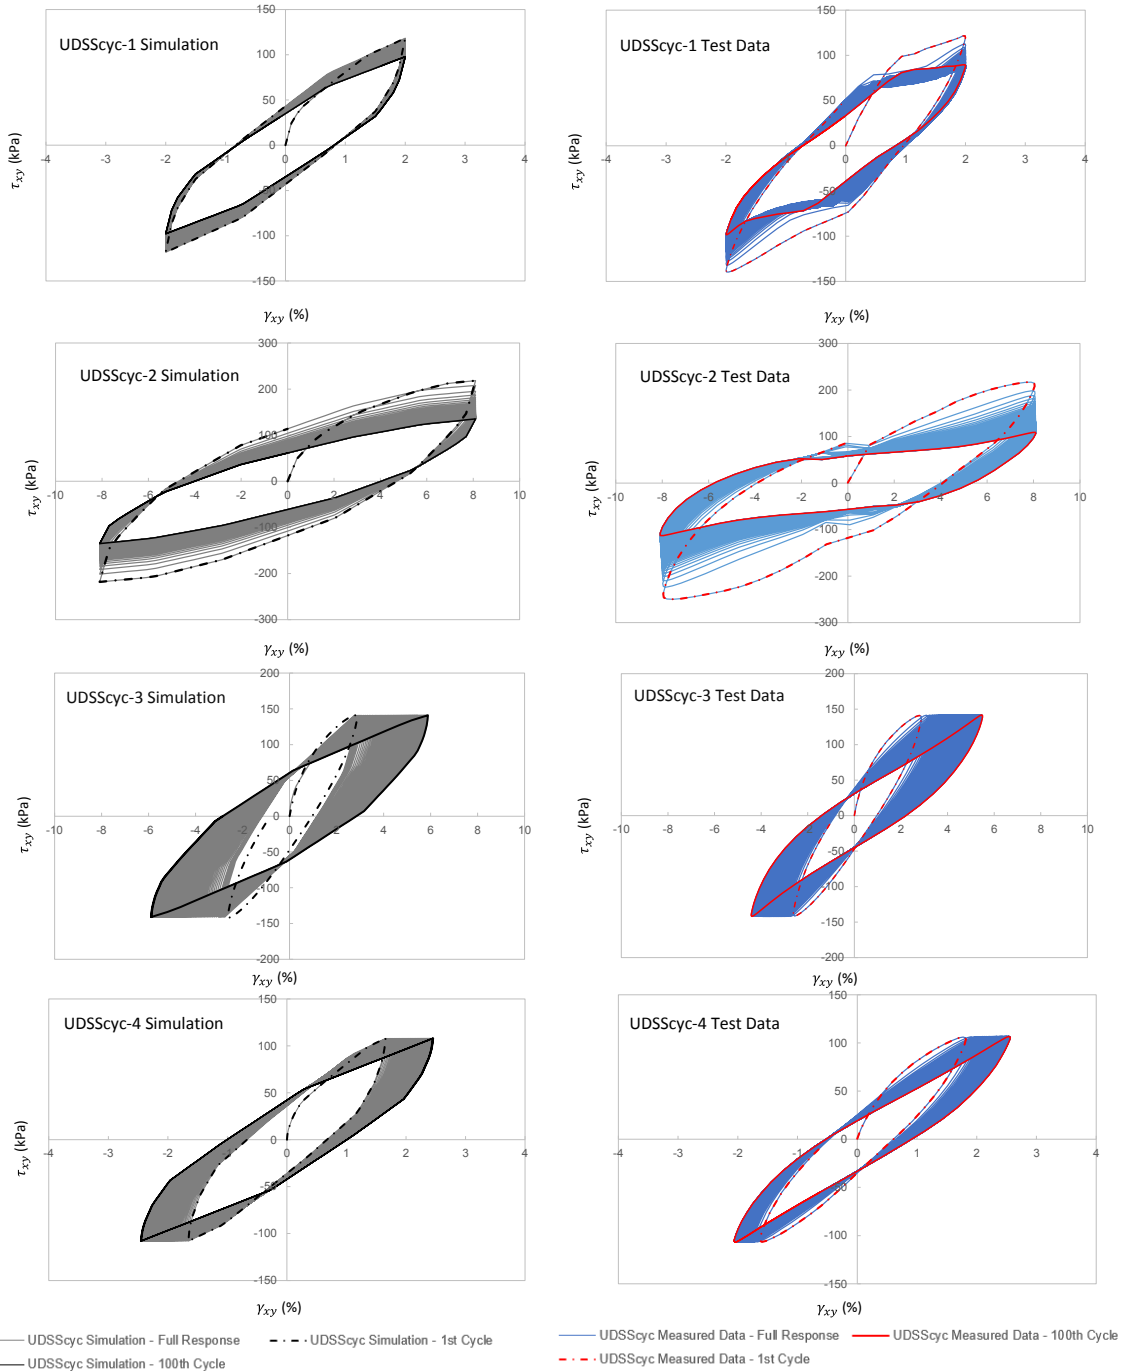 UDSScyc-1 Simulation
150
100
50
0
-50
-100
-150
-4 -3 -2 -1 0 1 2 3 4
τxy (kPa)
γxy (%)
UDSScyc-1 Test Data
150
100
50
0
-50
-100
-150
-4 -3 -2 -1 0 1 2 3 4
τxy (kPa)
γxy (%)
UDSScyc-2 Simulation
300
200
100
0
-100
-200
-300
-10 -8 -6 -4 -2 0 2 4 6 8 10
τxy (kPa)
γxy (%)
UDSScyc-2 Test Data
300
200
100
0
-100
-200
-300
-10 -8 -6 -4 -2 0 2 4 6 8 10
τxy (kPa)
γxy (%)
UDSScyc-3 Simulation
200
150
100
50
0
-50
-100
-150
-200
-10 -8 -6 -4 -2 0 2 4 6 8 10
τxy (kPa)
γxy (%)
UDSScyc-3 Test Data
200
150
100
50
0
-50
-100
-150
-200
-10 -8 -6 -4 -2 0 2 4 6 8 10
τxy (kPa)
γxy (%)
UDSScyc-4 Simulation
150
100
50
0
-50
-100
-150
-4 -3 -2 -1 0 1 2 3 4
τxy (kPa)
γxy (%)
UDSScyc-4 Test Data
150
100
50
0
-50
-100
-150
-4 -3 -2 -1 0 1 2 3 4
γxy (%)
UDSScyc Simulation - Full Response
UDSScyc Simulation - 1st Cycle
UDSScyc Simulation - 100th Cycle
UDSScyc Measured Data - Full Response
UDSScyc Measured Data - 100th Cycle
UDSScyc Measured Data - 1st Cycle